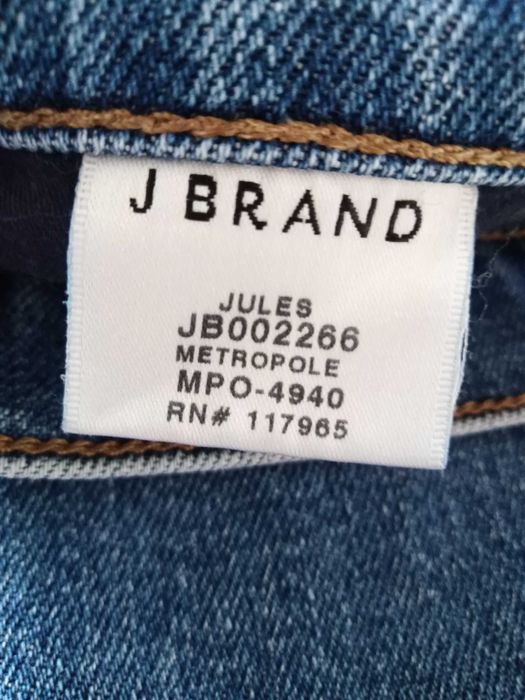 J BRAND
JULES
JB002266
METROPOLE
MPO-4940
RN# 117965